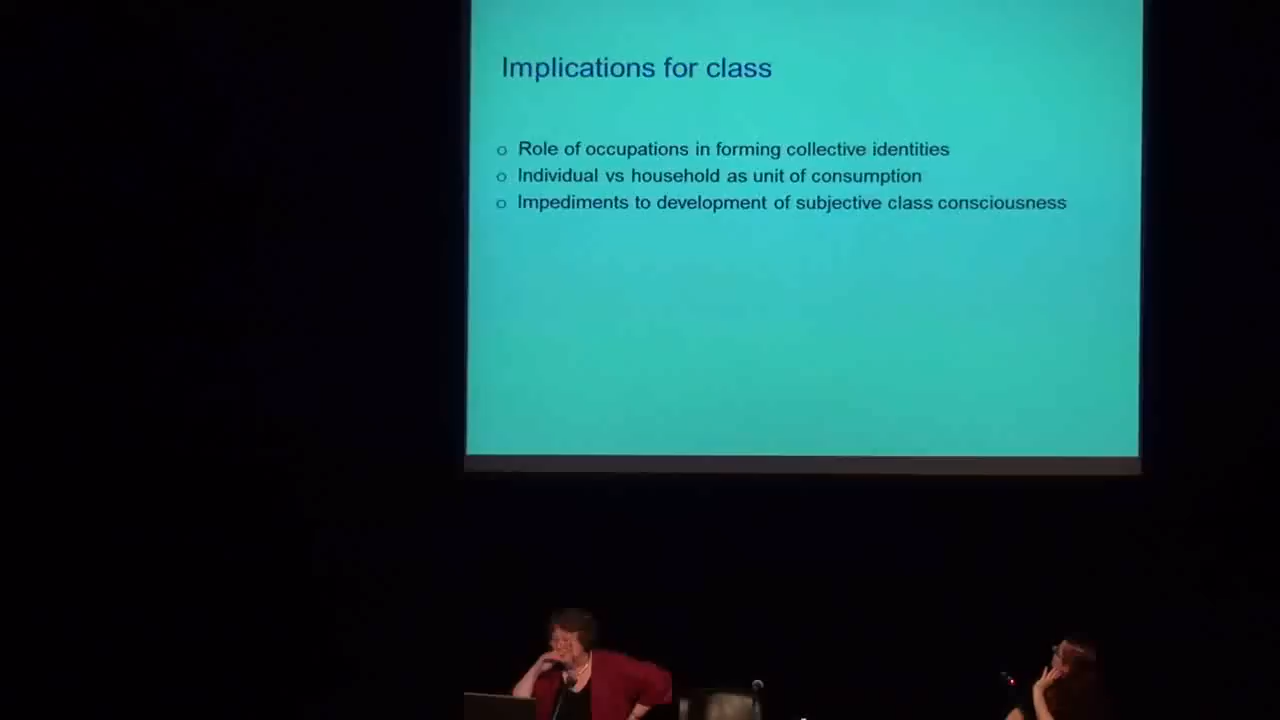 Implications for class
o Role of occupations in forming collective identities
o Individual vs household as unit of consumption
o Impediments to development of subjective class consciousness